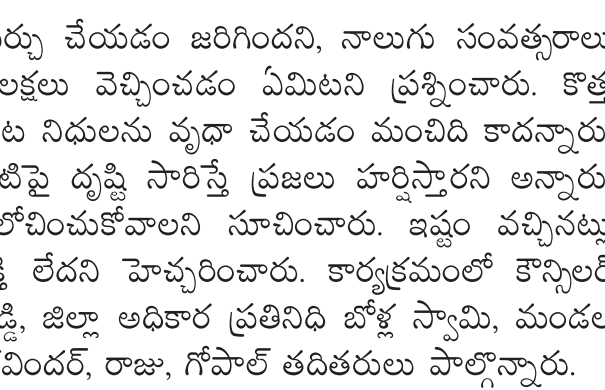 ర్చు చేయడం జరిగిందని, నాలుగు సంవత్సరాలు
లక్షలు వెచ్చించడం ఏమిటని ప్రశ్నించారు. కొత్త
ట నిధులను వృధా చేయడం మంచిది కాదన్నారు
టిపై దృష్టి సారిస్తే ప్రజలు హర్షిస్తారని అన్నారు
లోచించుకోవాలని సూచించారు. ఇష్టం వచ్చినట్లు
లేదని హెచ్చరించారు. కార్యక్రమంలో కౌన్సిలర్
డ్డి, జిల్లా అధికార ప్రతినిధి బోళ్ల స్వామి, మండల
విందర్, రాజు, గోపాల్ తదితరులు పాల్గొన్నారు.